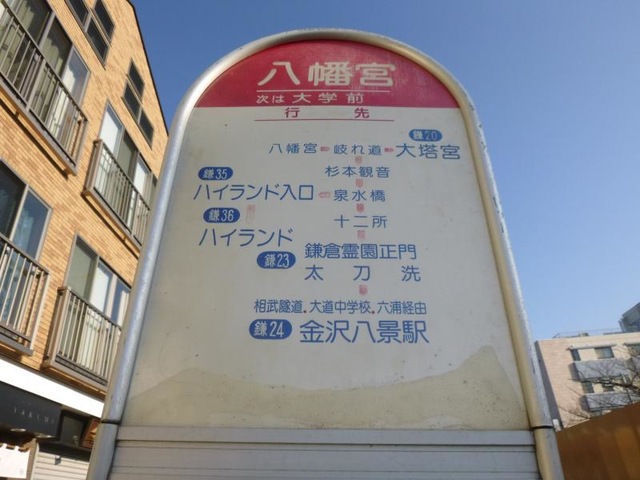 八幡宮
次は 大学前
行先
鎌20
八幡宮 岐れ道 大塔宮
杉本観音
鎌35
ハイランド入口 泉水橋
鎌36
十二所
ハイランド
鎌23 鎌倉霊園正門
太刀洗
相武隧道、大道中学校、六浦経由
鎌24 金沢八景駅